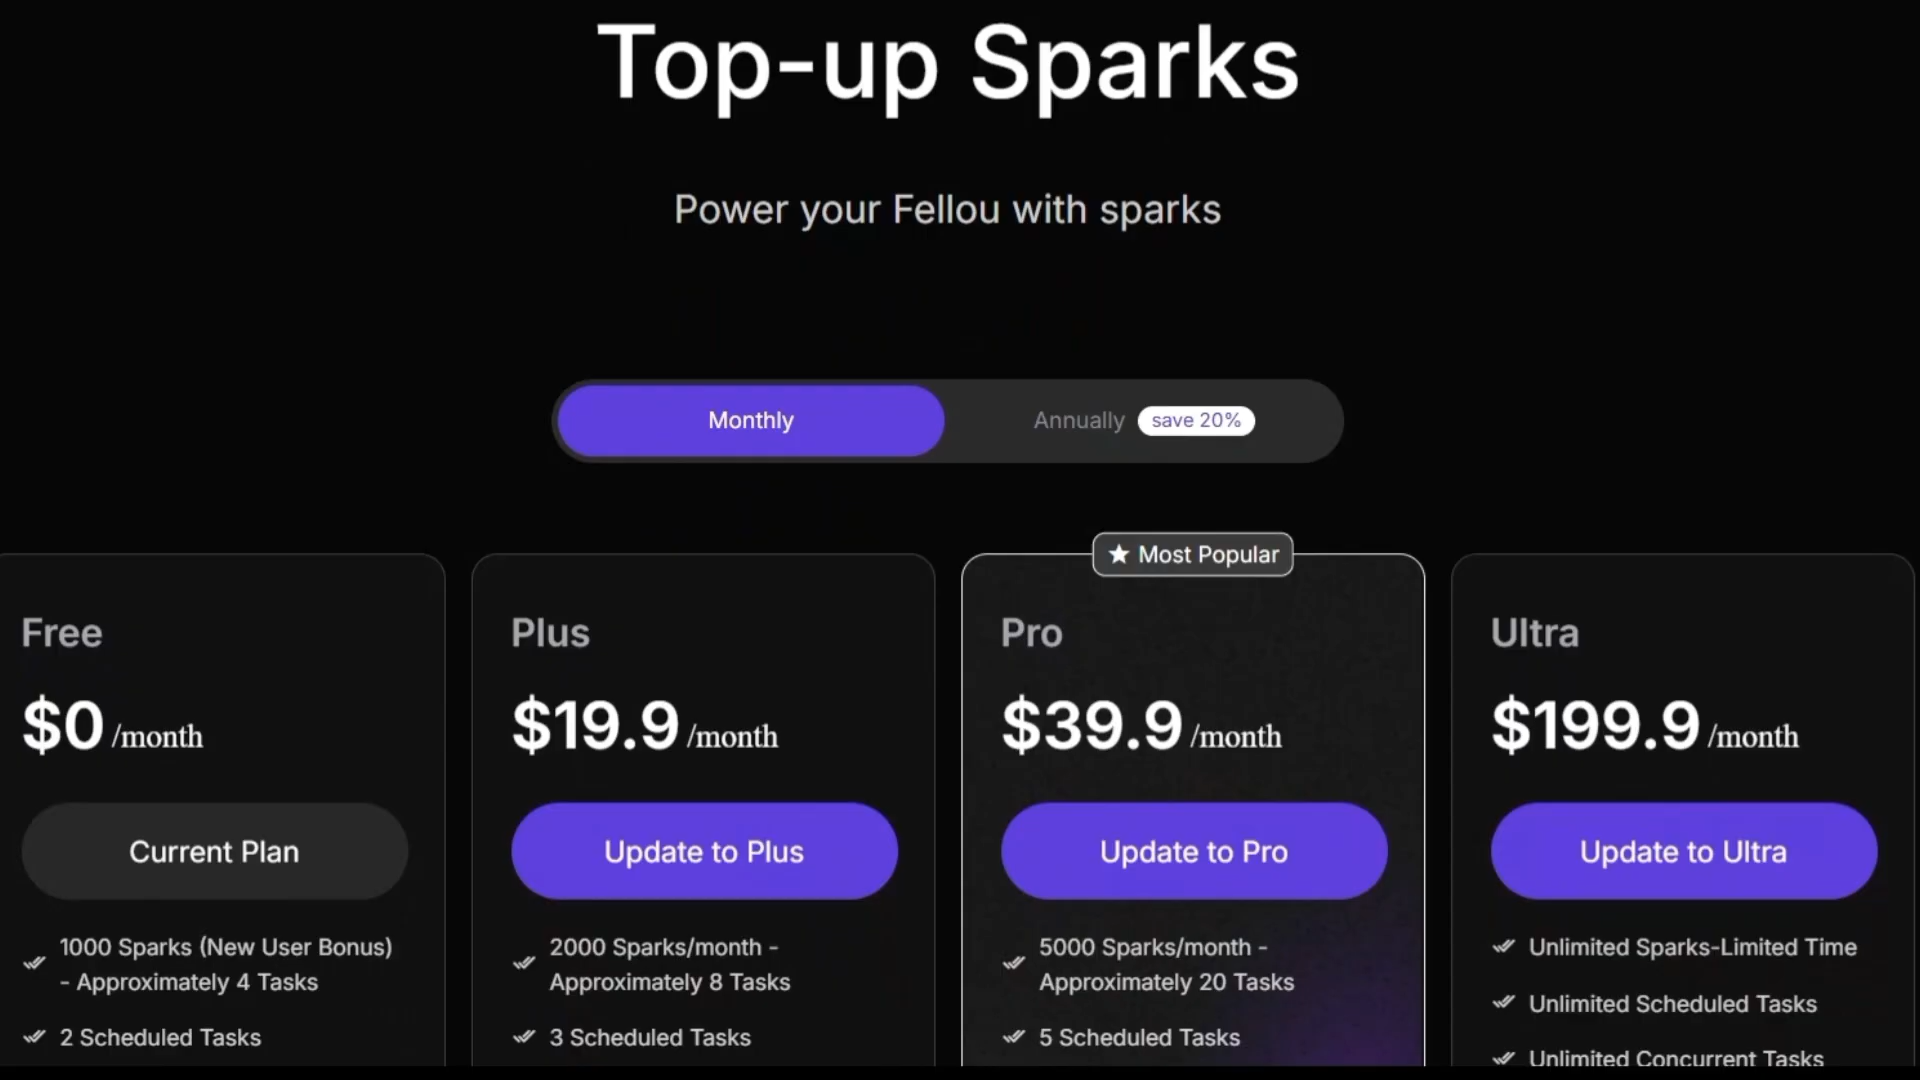 Top-up Sparks
Power your Fellou with sparks
Monthly
Annually save 20%
Free
$0 /month
Current Plan
1000 Sparks (New User Bonus)
- Approximately 4 Tasks
2 Scheduled Tasks
Plus
$19.9 /month
Update to Plus
2000 Sparks/month -
Approximately 8 Tasks
3 Scheduled Tasks
Most Popular
Pro
$39.9 /month
Update to Pro
5000 Sparks/month -
Approximately 20 Tasks
5 Scheduled Tasks
Ultra
$199.9 /month
Update to Ultra
Unlimited Sparks-Limited Time
Unlimited Scheduled Tasks
Unlimited Concurrent Tasks